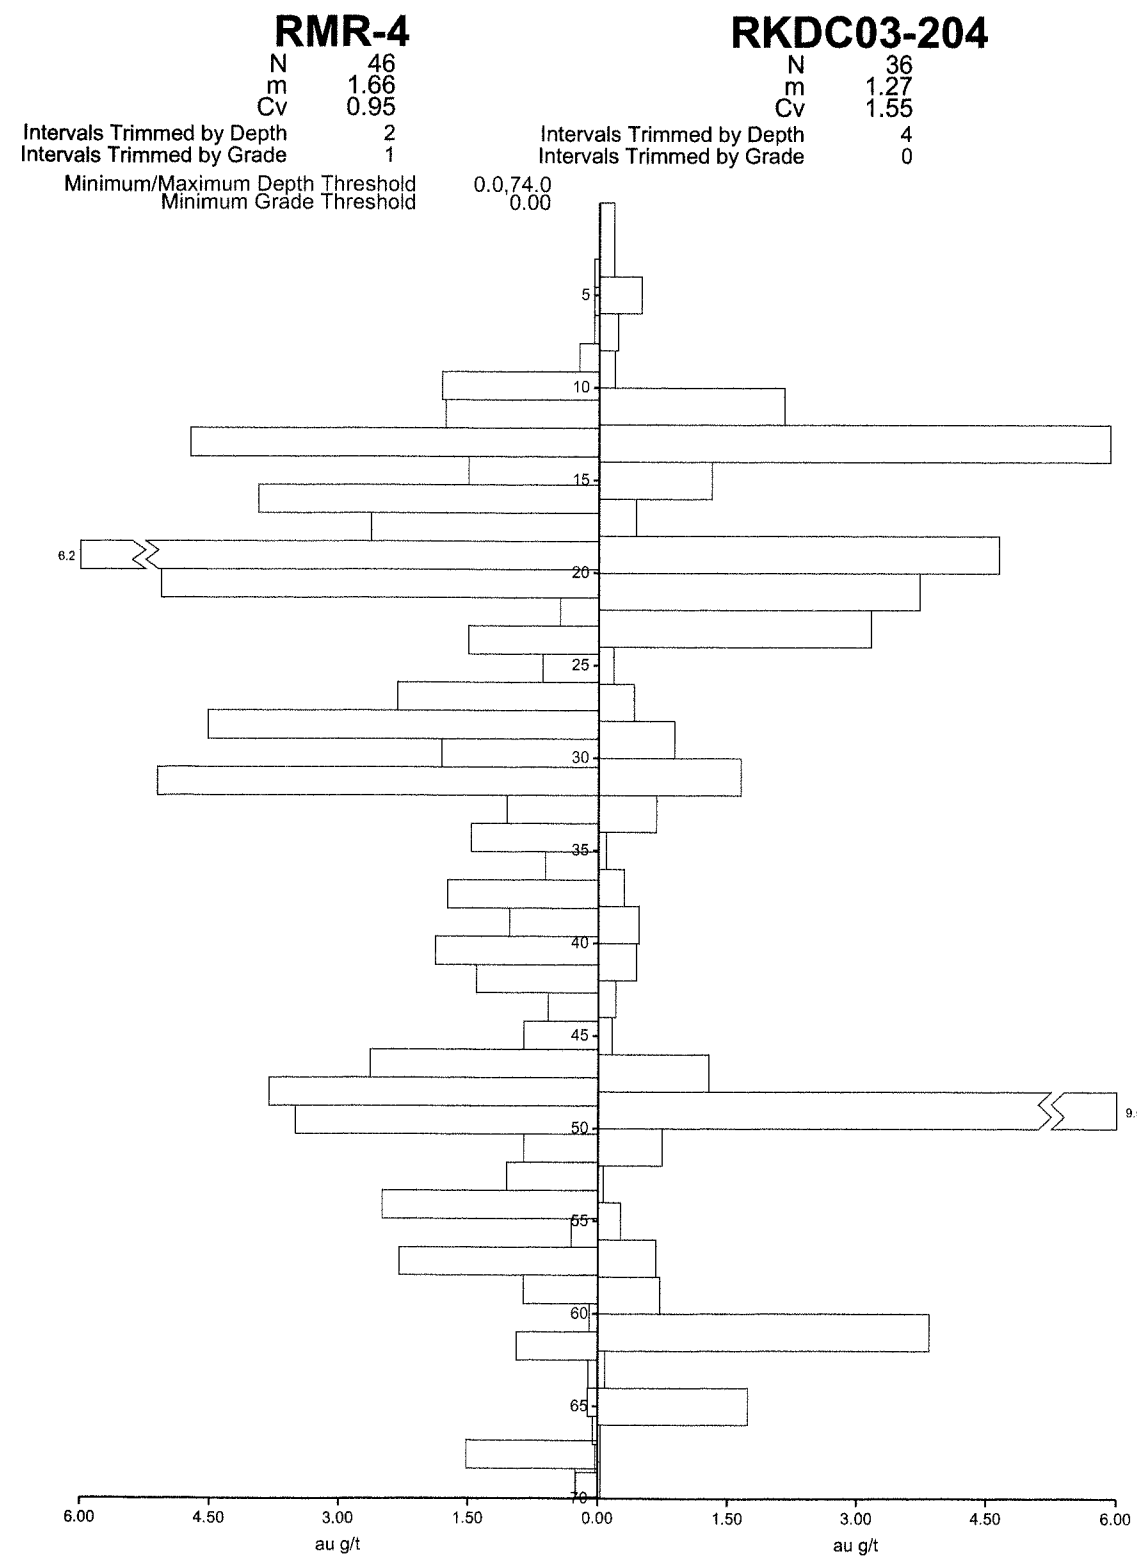 RMR-4 RKDC03-204
N 46 N 36
m 1.66 m 1.27
Cv 0.95 Cv 1.55
Intervals Trimmed by Depth 2 Intervals Trimmed by Depth 4
Intervals Trimmed by Grade 1 Intervals Trimmed by Grade 0
Minimum/Maximum Depth Threshold 0.0,74.0
Minimum Grade Threshold 0.00
5
10
15
6.2
20
25
30
35
40
45
9.
50
55
60
65
70
6.00 4.50 3.00 1.50 0.00 1.50 3.00 4.50 6.00
au g/t au g/t